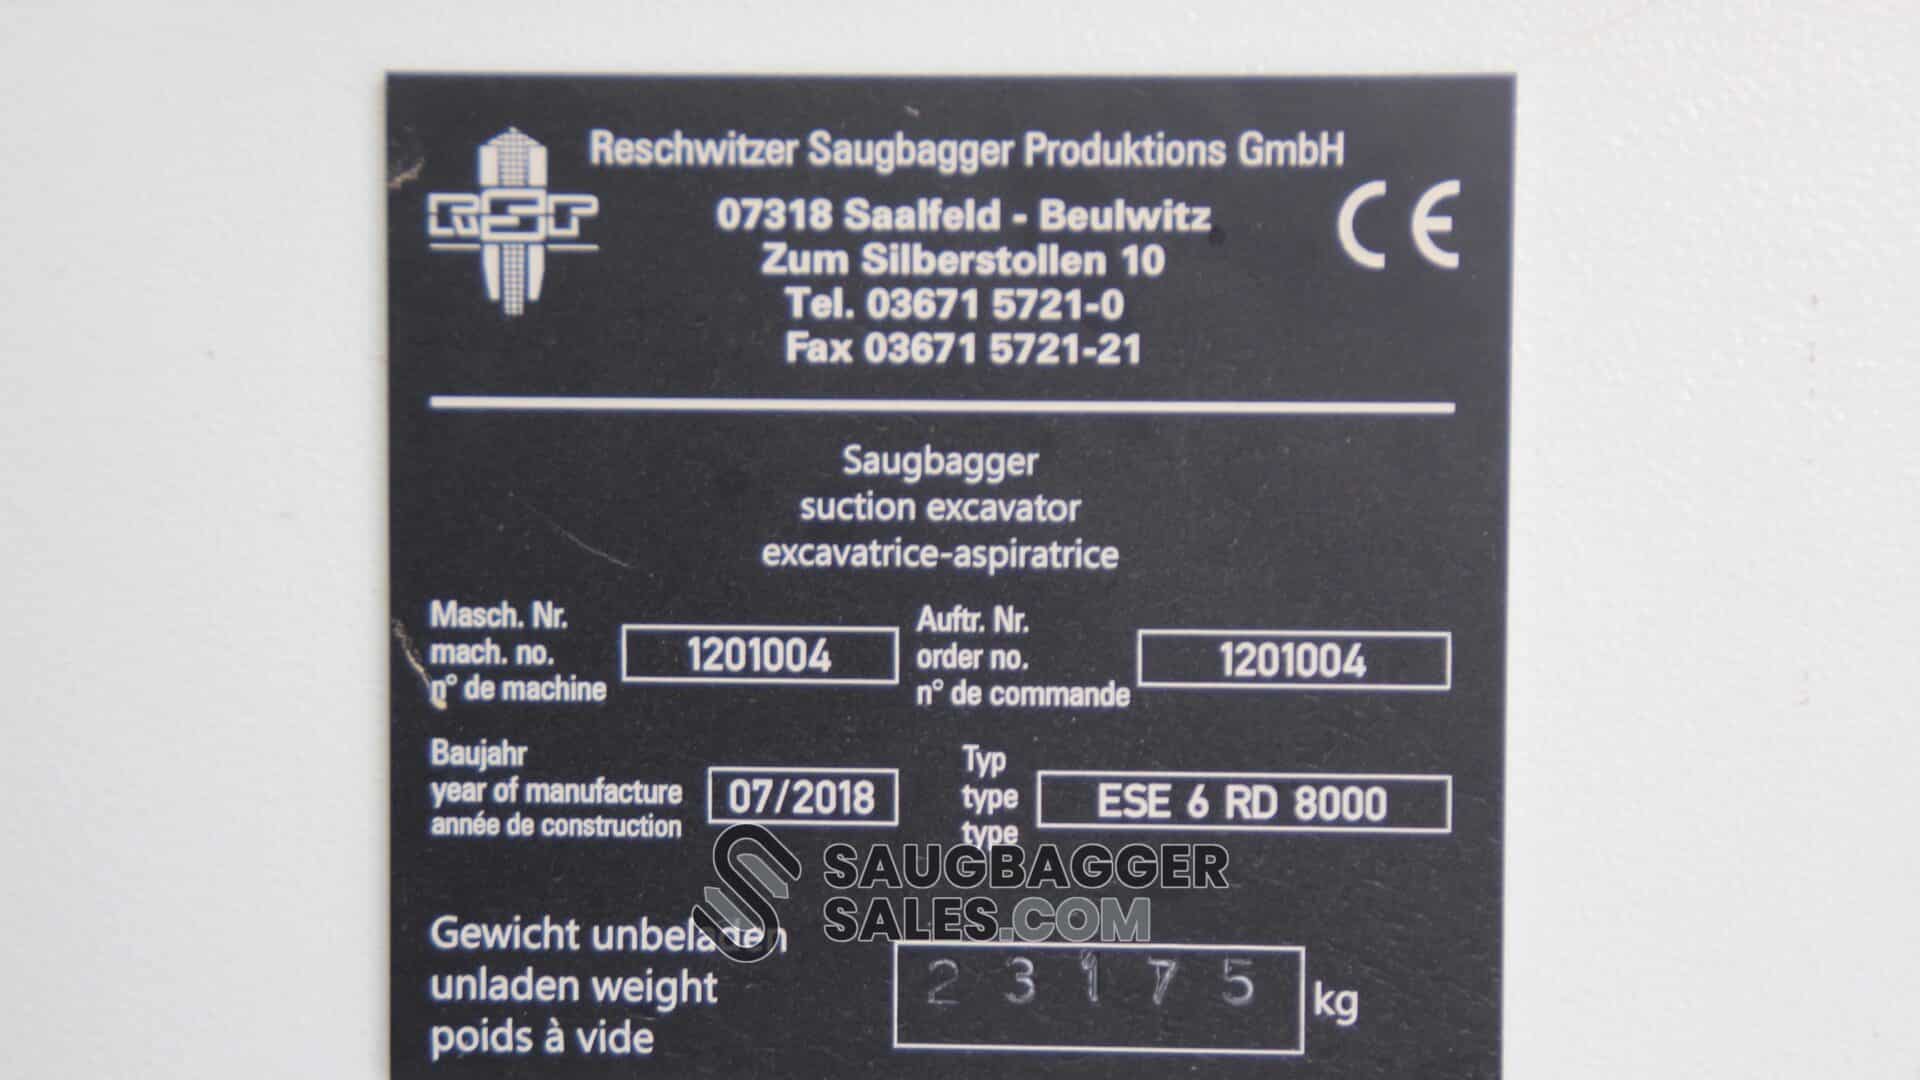 RSP
Reschwitzer Saugbagger Produktions GmbH
07318 Saalfeld - Beulwitz
Zum Silberstollen 10
Tel. 03671 5721-0
Fax 03671 5721-21
CE
Saugbagger
suction excavator
excavatrice-aspiratrice
Masch. Nr.
mach. no.
n° de machine
1201004
Auftr. Nr.
order no.
n° de commande
1201004
Baujahr
year of manufacture
année de construction
07/2018
Typ
type
type
ESE 6 RD 8000
SAUGBAGGER
SALES.COM
Gewicht unbeladen
unladen weight
poids à vide
23175
kg